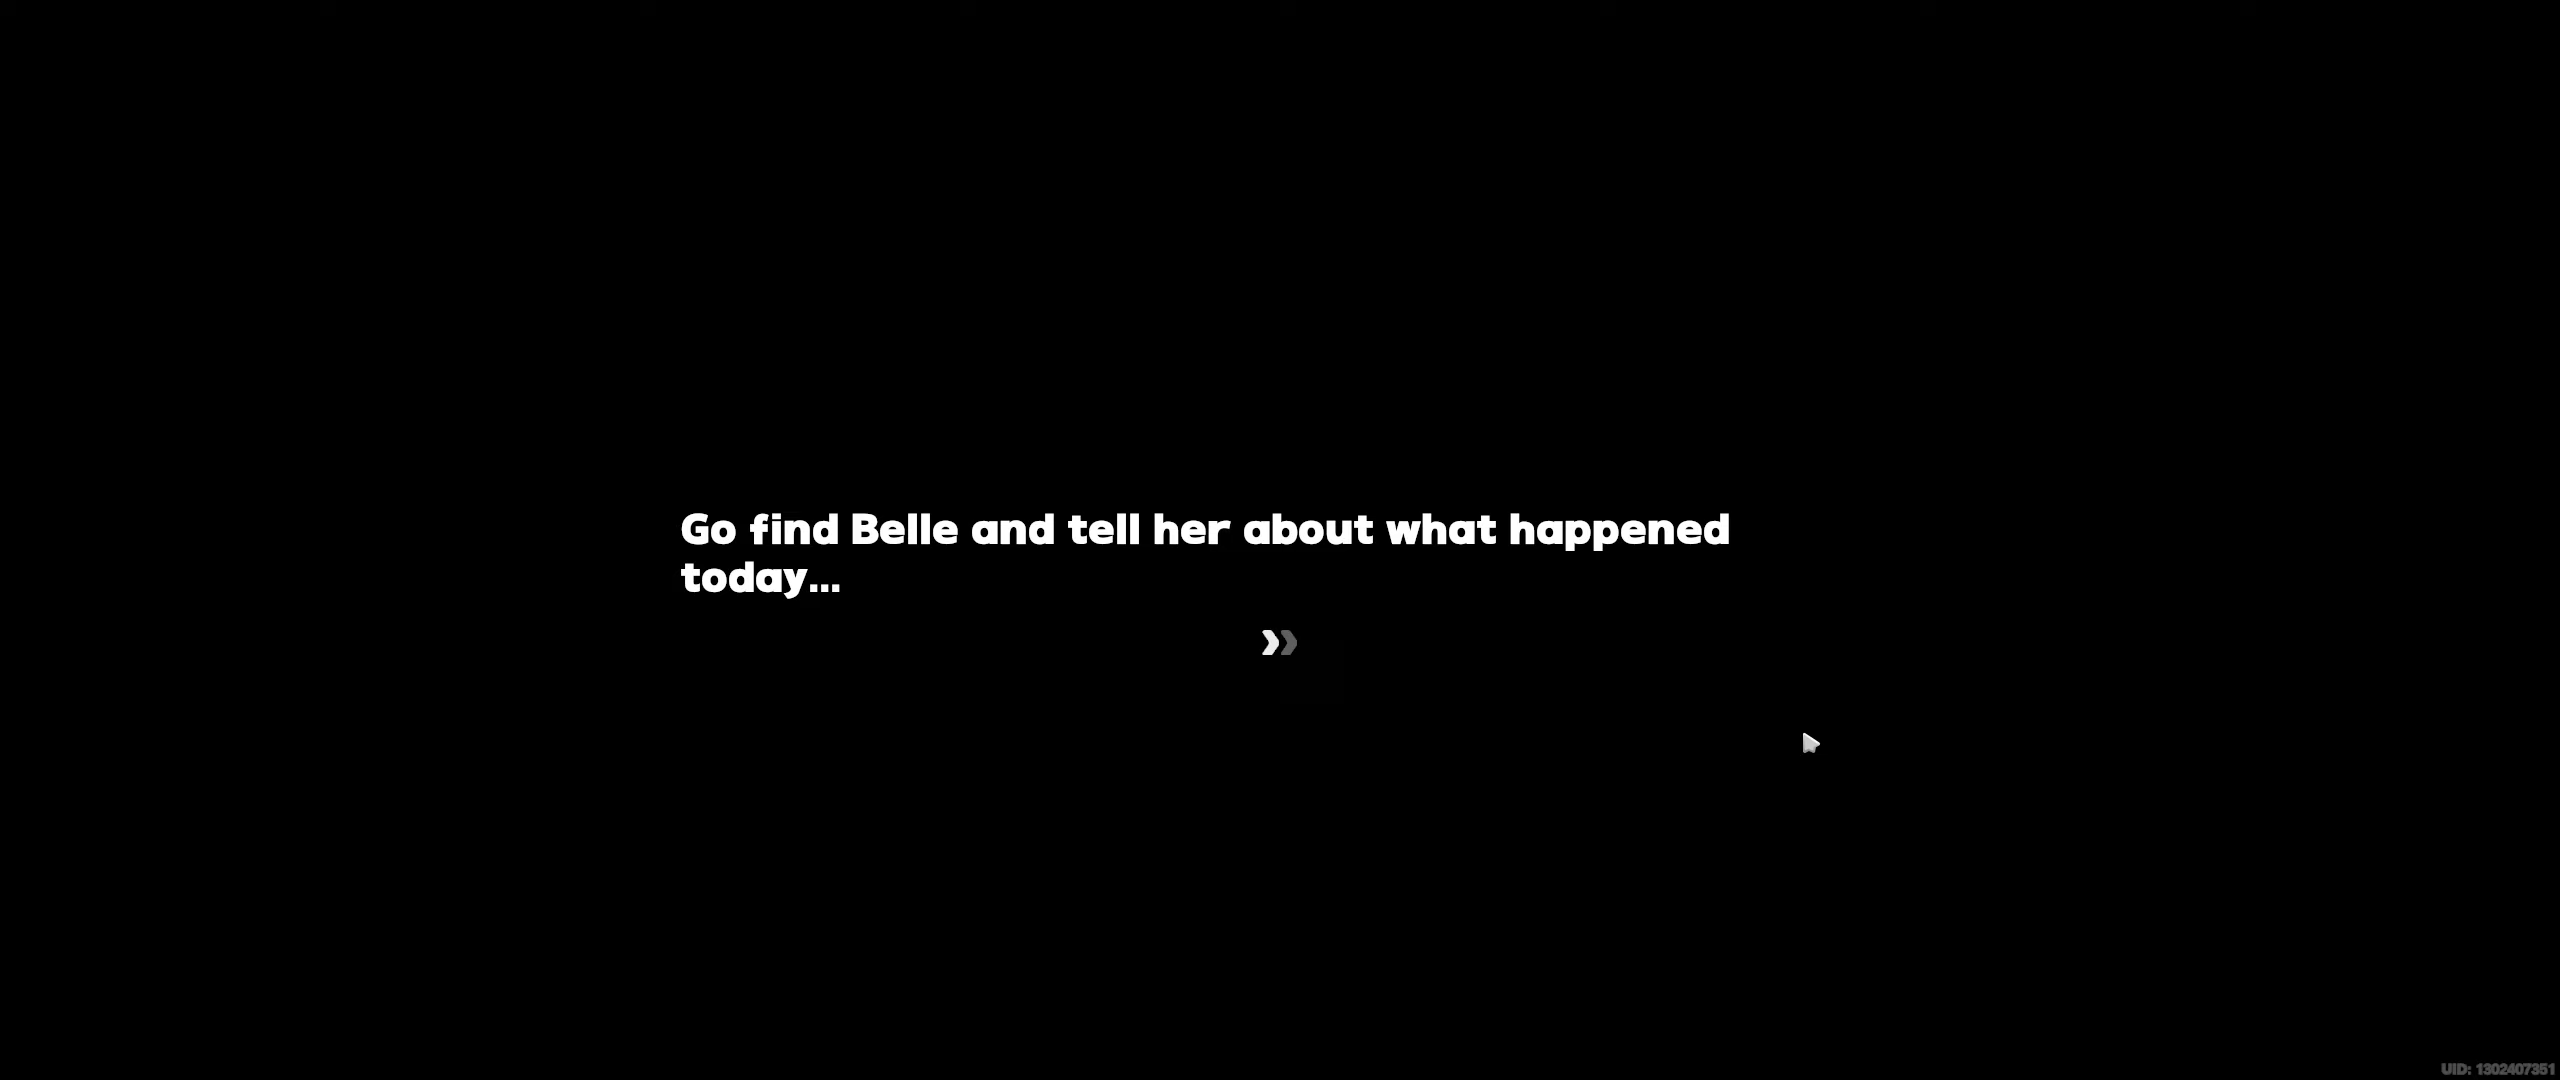 Go find Belle and tell her about what happened
today...
UID: 1302407351